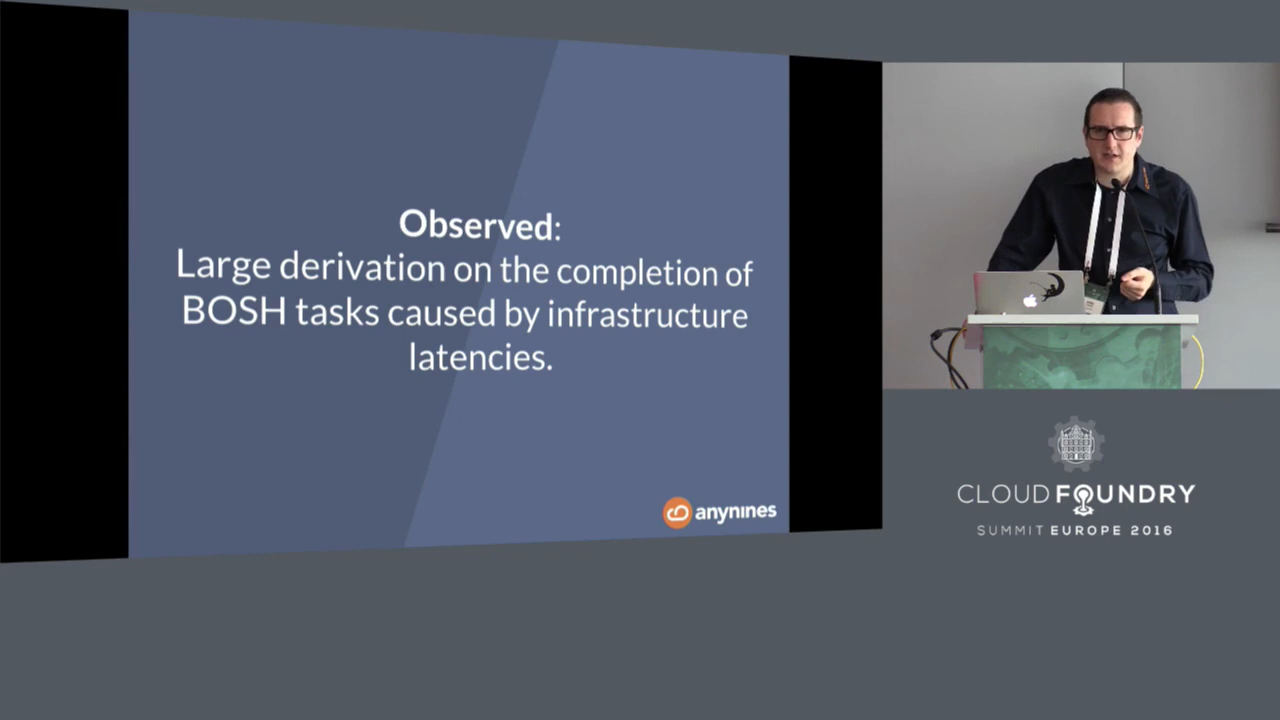 Observed:
Large derivation on the completion of
BOSH tasks caused by infrastructure
latencies.
anynines
CLOUD FOUNDRY
SUMMIT EUROPE 2016